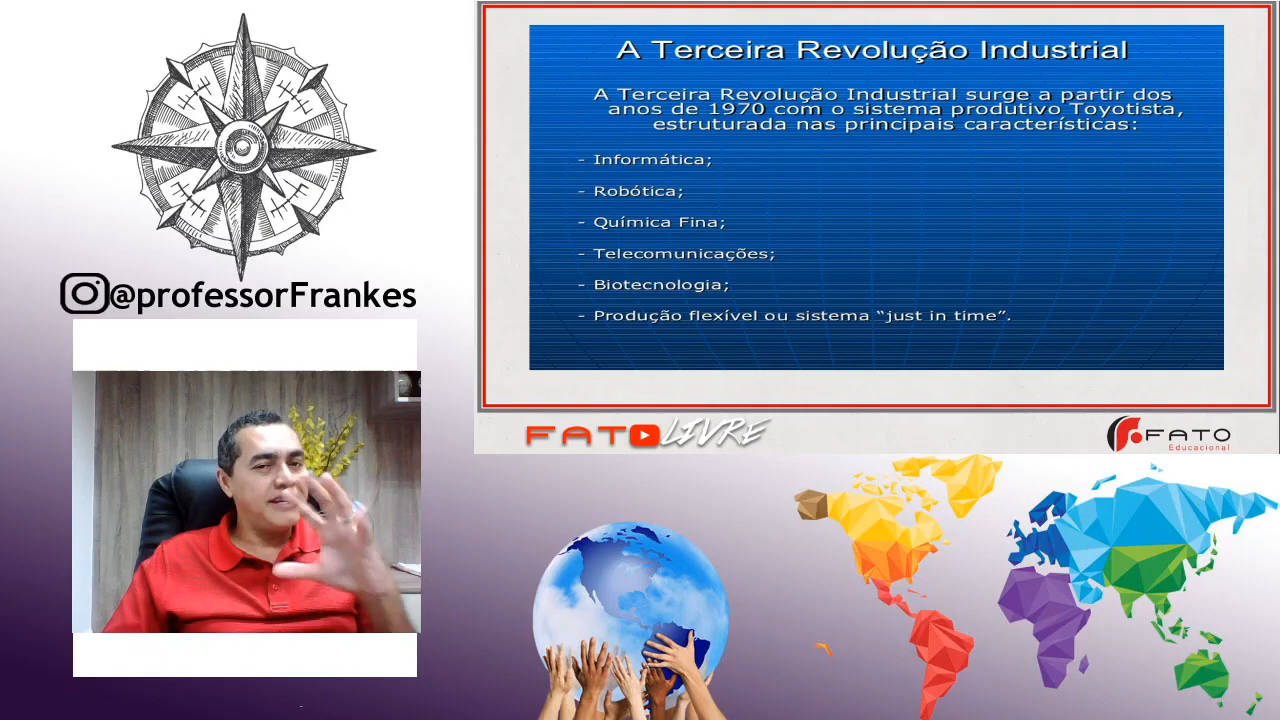 @professorFrankes
A Terceira Revolução Industrial
A Terceira Revolução Industrial surge a partir dos
anos de 1970 com o sistema produtivo Toyotista,
estruturada nas principais características:
- Informática;
- Robótica;
- Química Fina;
- Telecomunicações;
- Biotecnologia;
- Produção flexível ou sistema “just in time”.
FATO LIVRE
FATO
Educacional